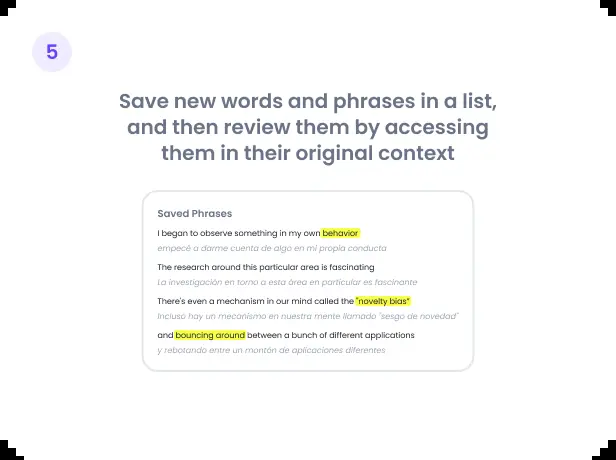 5
Save new words and phrases in a list,
and then review them by accessing
them in their original context
Saved Phrases
I began to observe something in my own behavior
empecé a darme cuenta de algo en mi propia conducta
The research around this particular area is fascinating
La investigación en torno a esta área en particular es fascinante
There's even a mechanism in our mind called the "novelty bias"
Incluso hay un mecanismo en nuestra mente llamado "sesgo de novedad"
and bouncing around between a bunch of different applications
y rebotando entre un montón de aplicaciones diferentes